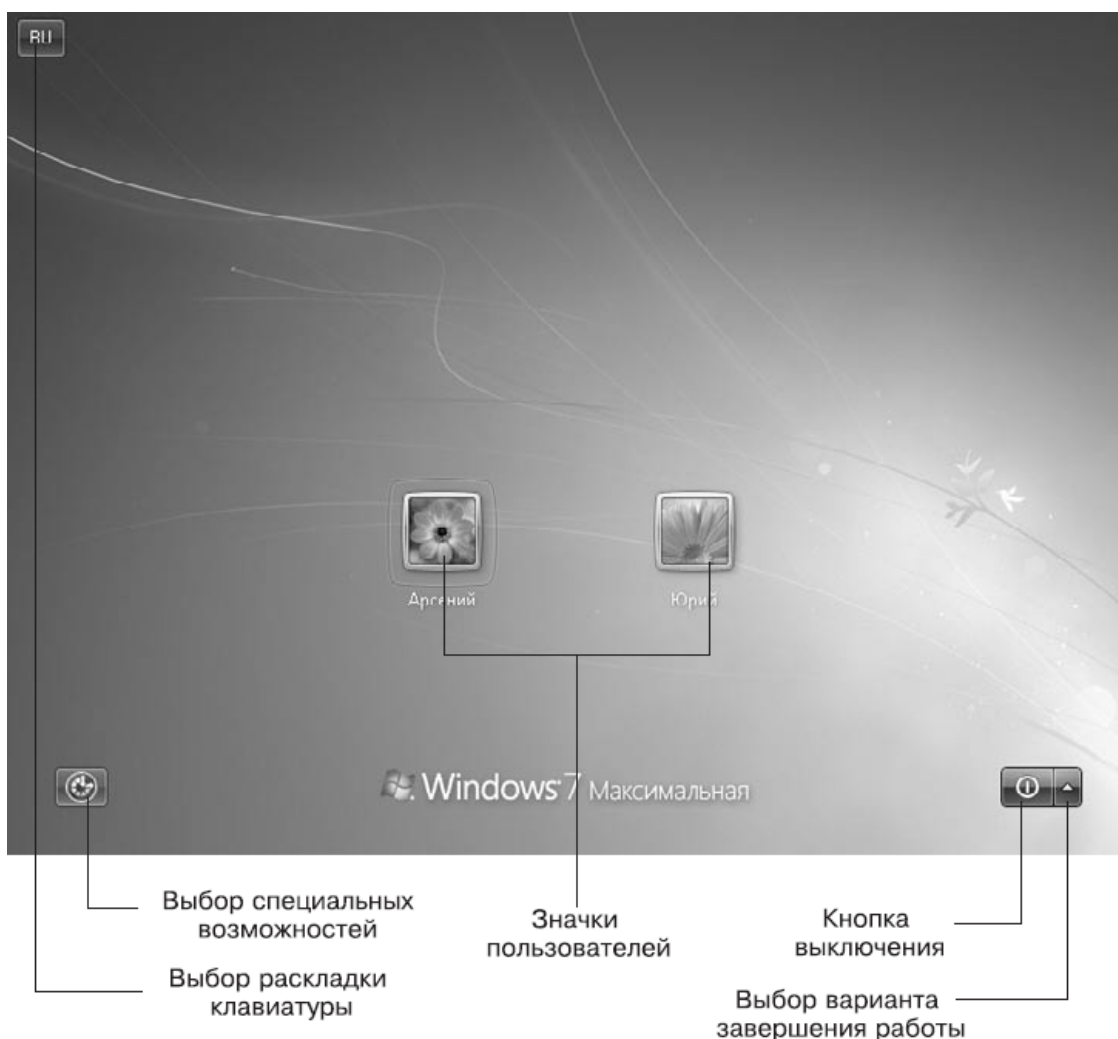 RU
Арсений
Юрий
Windows 7 Максимальная
Выбор специальных
возможностей
Значки
пользователей
Кнопка
выключения
Выбор раскладки
клавиатуры
Выбор варианта
завершения работы